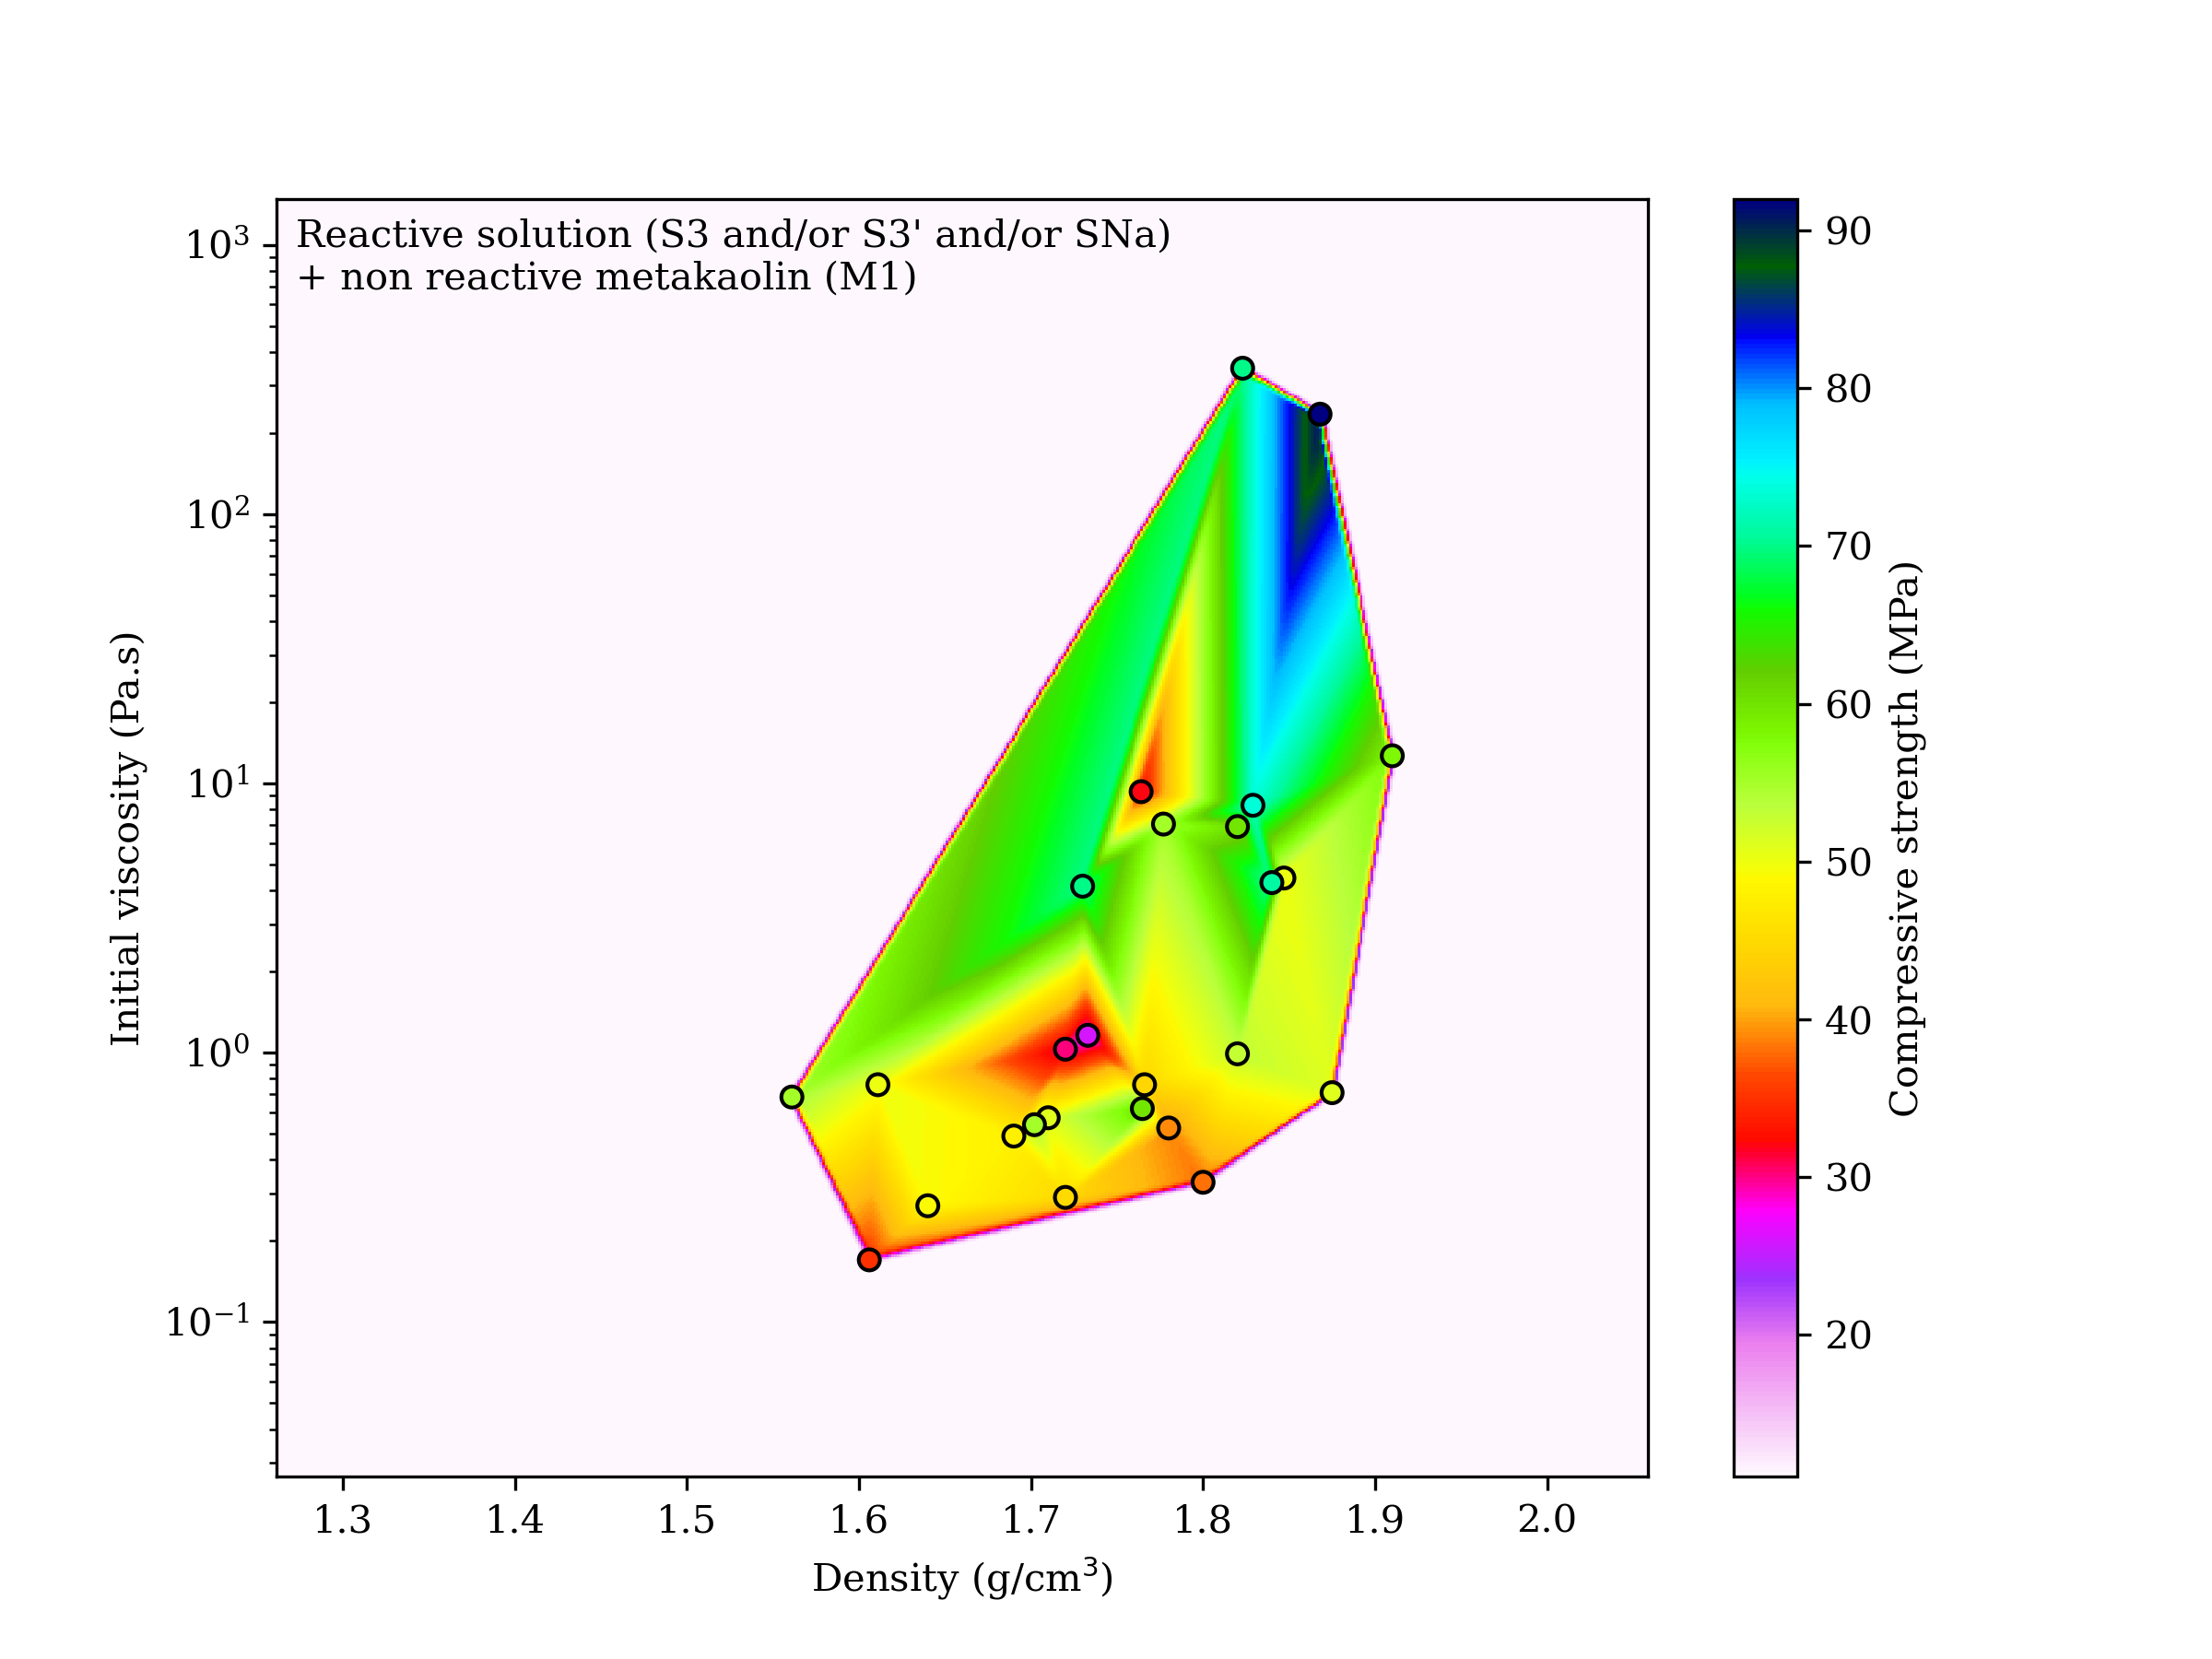 Reactive solution (S3 and/or S3' and/or SNa)
+ non reactive metakaolin (M1)
10³
10²
10¹
10⁰
10⁻¹
Initial viscosity (Pa.s)
1.3 1.4 1.5 1.6 1.7 1.8 1.9 2.0
Density (g/cm³)
90
80
70
60
50
40
30
20
Compressive strength (MPa)